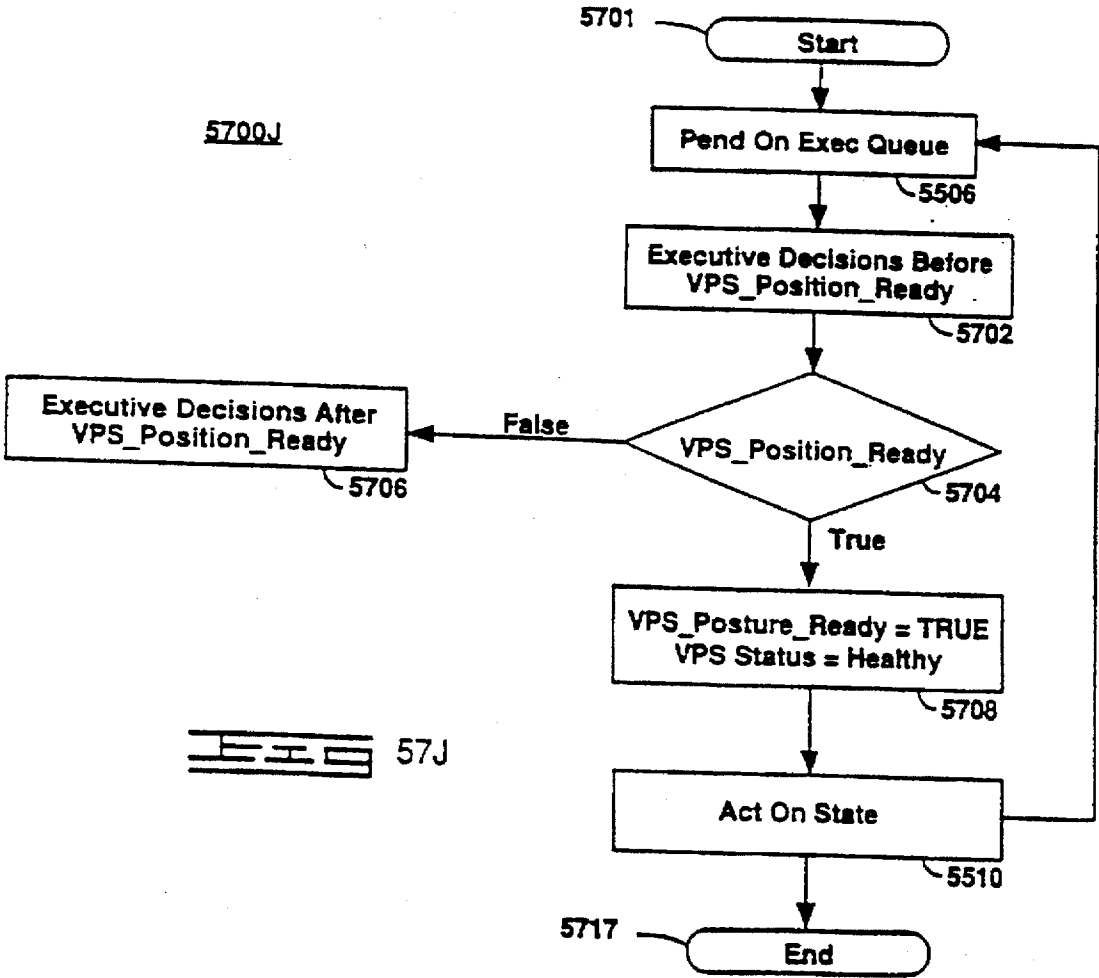 5701
Start
5700J
Pend On Exec Queue
5506
Executive Decisions Before
VPS_Position_Ready
5702
Executive Decisions After
VPS_Position_Ready
5706
False
VPS_Position_Ready
5704
True
VPS_Posture_Ready = TRUE
VPS Status = Healthy
5708
FIG 57J
Act On State
5510
5717
End